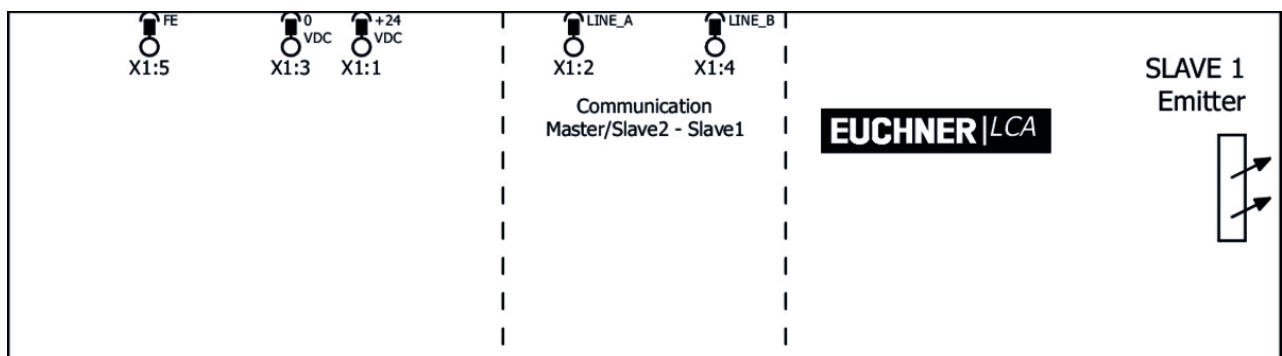 FE
0
VDC
+24
VDC
LINE_A
LINE_B
X1:5
X1:3
X1:1
X1:2
X1:4
SLAVE 1
Emitter
Communication
Master/Slave2 - Slave1
EUCHNER|LCA